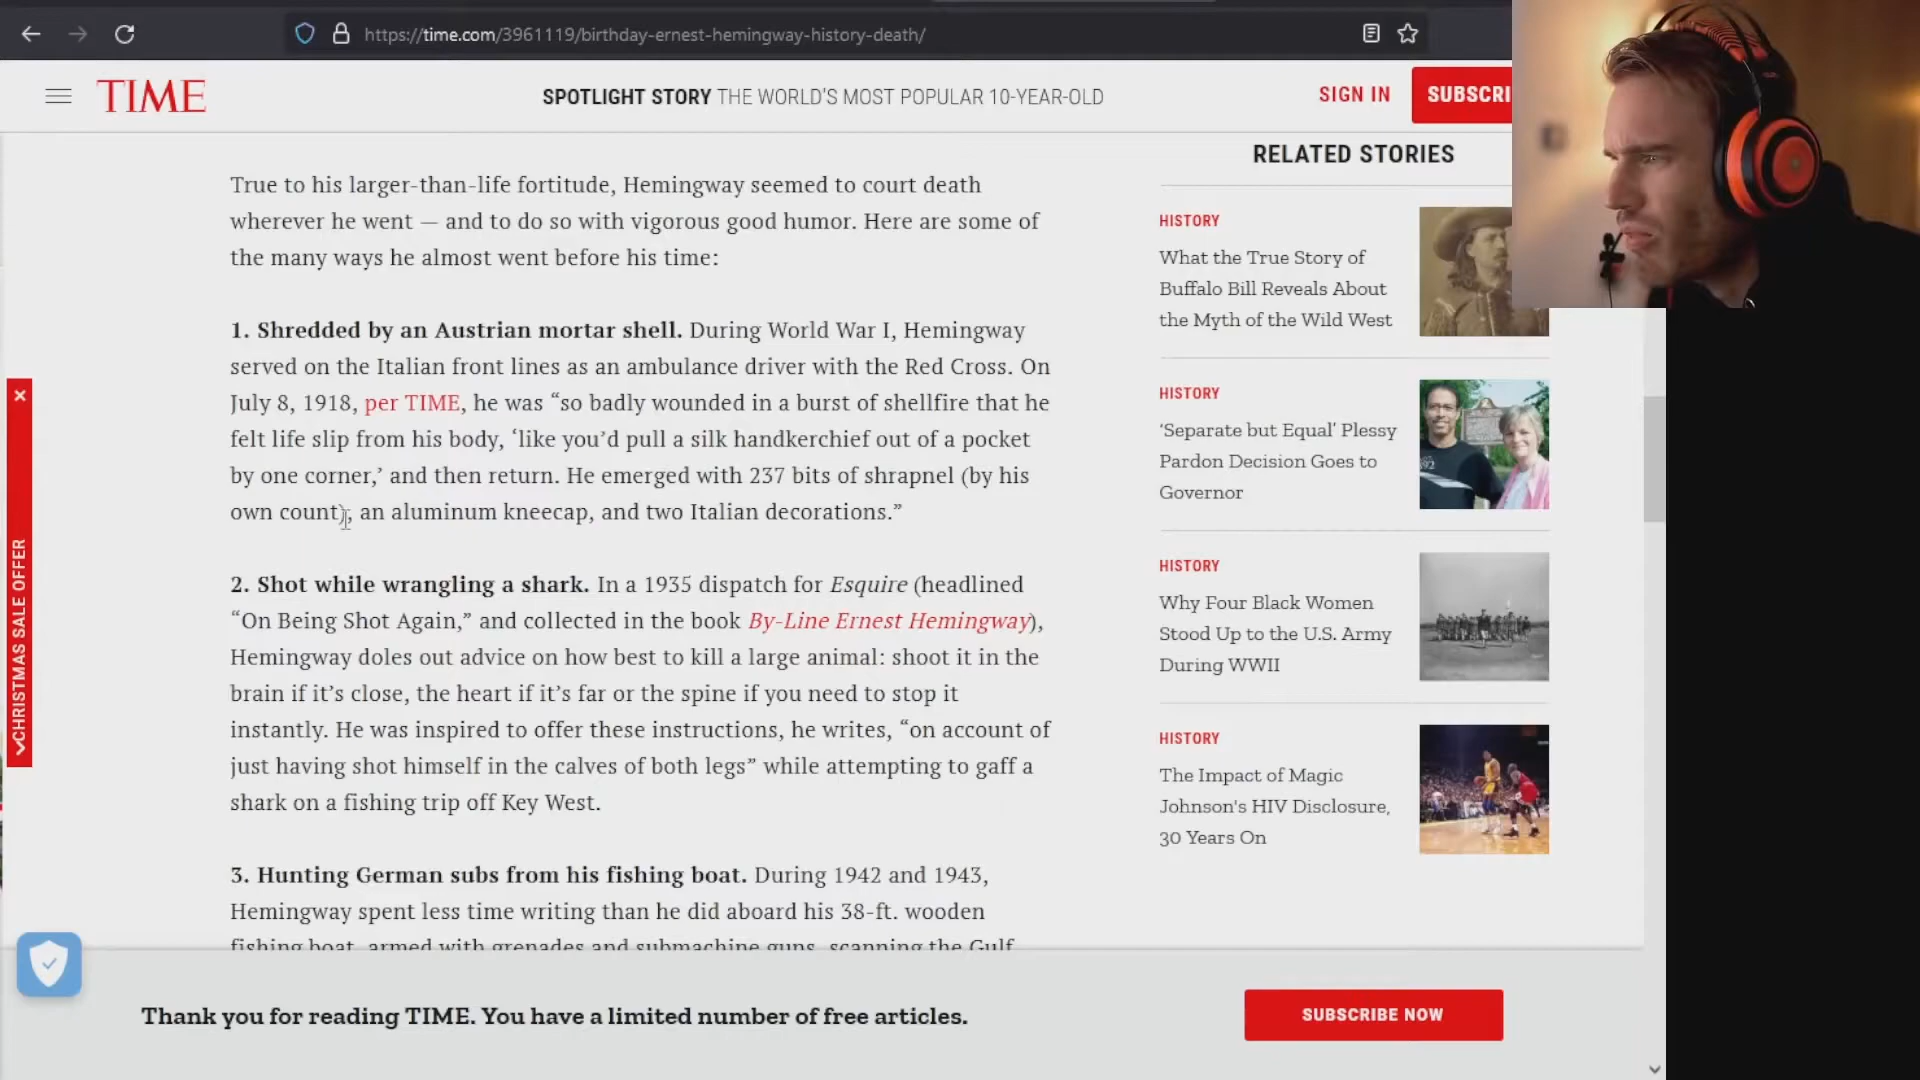 https://time.com/3961119/birthday-ernest-hemingway-history-death/
TIME
SPOTLIGHT STORY THE WORLD'S MOST POPULAR 10-YEAR-OLD
SIGN IN
SUBSCRI
True to his larger-than-life fortitude, Hemingway seemed to court death
wherever he went — and to do so with vigorous good humor. Here are some of
the many ways he almost went before his time:
1. Shredded by an Austrian mortar shell. During World War I, Hemingway
served on the Italian front lines as an ambulance driver with the Red Cross. On
July 8, 1918, per TIME, he was “so badly wounded in a burst of shellfire that he
felt life slip from his body, ‘like you’d pull a silk handkerchief out of a pocket
by one corner,’ and then return. He emerged with 237 bits of shrapnel (by his
own count), an aluminum kneecap, and two Italian decorations.”
2. Shot while wrangling a shark. In a 1935 dispatch for Esquire (headlined
“On Being Shot Again,” and collected in the book By-Line Ernest Hemingway),
Hemingway doles out advice on how best to kill a large animal: shoot it in the
brain if it’s close, the heart if it’s far or the spine if you need to stop it
instantly. He was inspired to offer these instructions, he writes, “on account of
just having shot himself in the calves of both legs” while attempting to gaff a
shark on a fishing trip off Key West.
3. Hunting German subs from his fishing boat. During 1942 and 1943,
Hemingway spent less time writing than he did aboard his 38-ft. wooden
fishing boat, armed with grenades and submachine guns, scanning the Gulf
RELATED STORIES
HISTORY
What the True Story of
Buffalo Bill Reveals About
the Myth of the Wild West
HISTORY
‘Separate but Equal’ Plessy
Pardon Decision Goes to
Governor
HISTORY
Why Four Black Women
Stood Up to the U.S. Army
During WWII
HISTORY
The Impact of Magic
Johnson's HIV Disclosure,
30 Years On
CHRISTMAS SALE OFFER
Thank you for reading TIME. You have a limited number of free articles.
SUBSCRIBE NOW